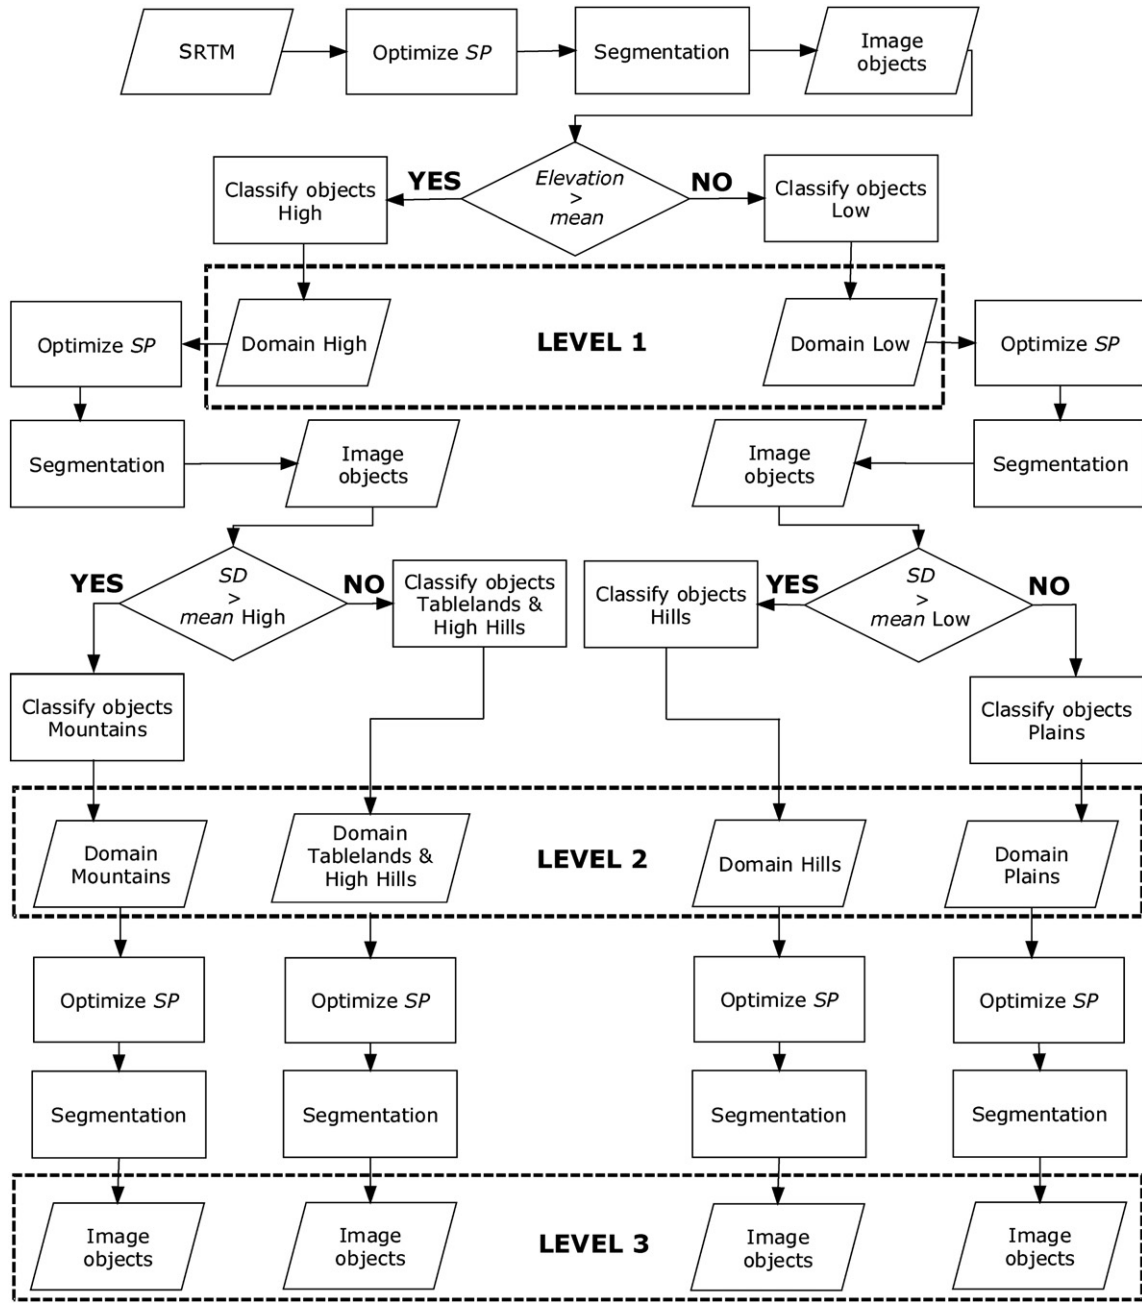 SRTM
Optimize SP
Segmentation
Image
objects
YES
Elevation
>
mean
NO
Classify objects
High
Classify objects
Low
LEVEL 1
Domain High
Domain Low
Optimize SP
Optimize SP
Segmentation
Image
objects
Image
objects
Segmentation
YES
SD
>
mean High
NO
Classify objects
Tablelands &
High Hills
Classify objects
Hills
YES
SD
>
mean Low
NO
Classify objects
Mountains
Classify objects
Plains
Domain
Mountains
Domain
Tablelands &
High Hills
LEVEL 2
Domain Hills
Domain
Plains
Optimize SP
Optimize SP
Optimize SP
Optimize SP
Segmentation
Segmentation
Segmentation
Segmentation
Image
objects
Image
objects
LEVEL 3
Image
objects
Image
objects